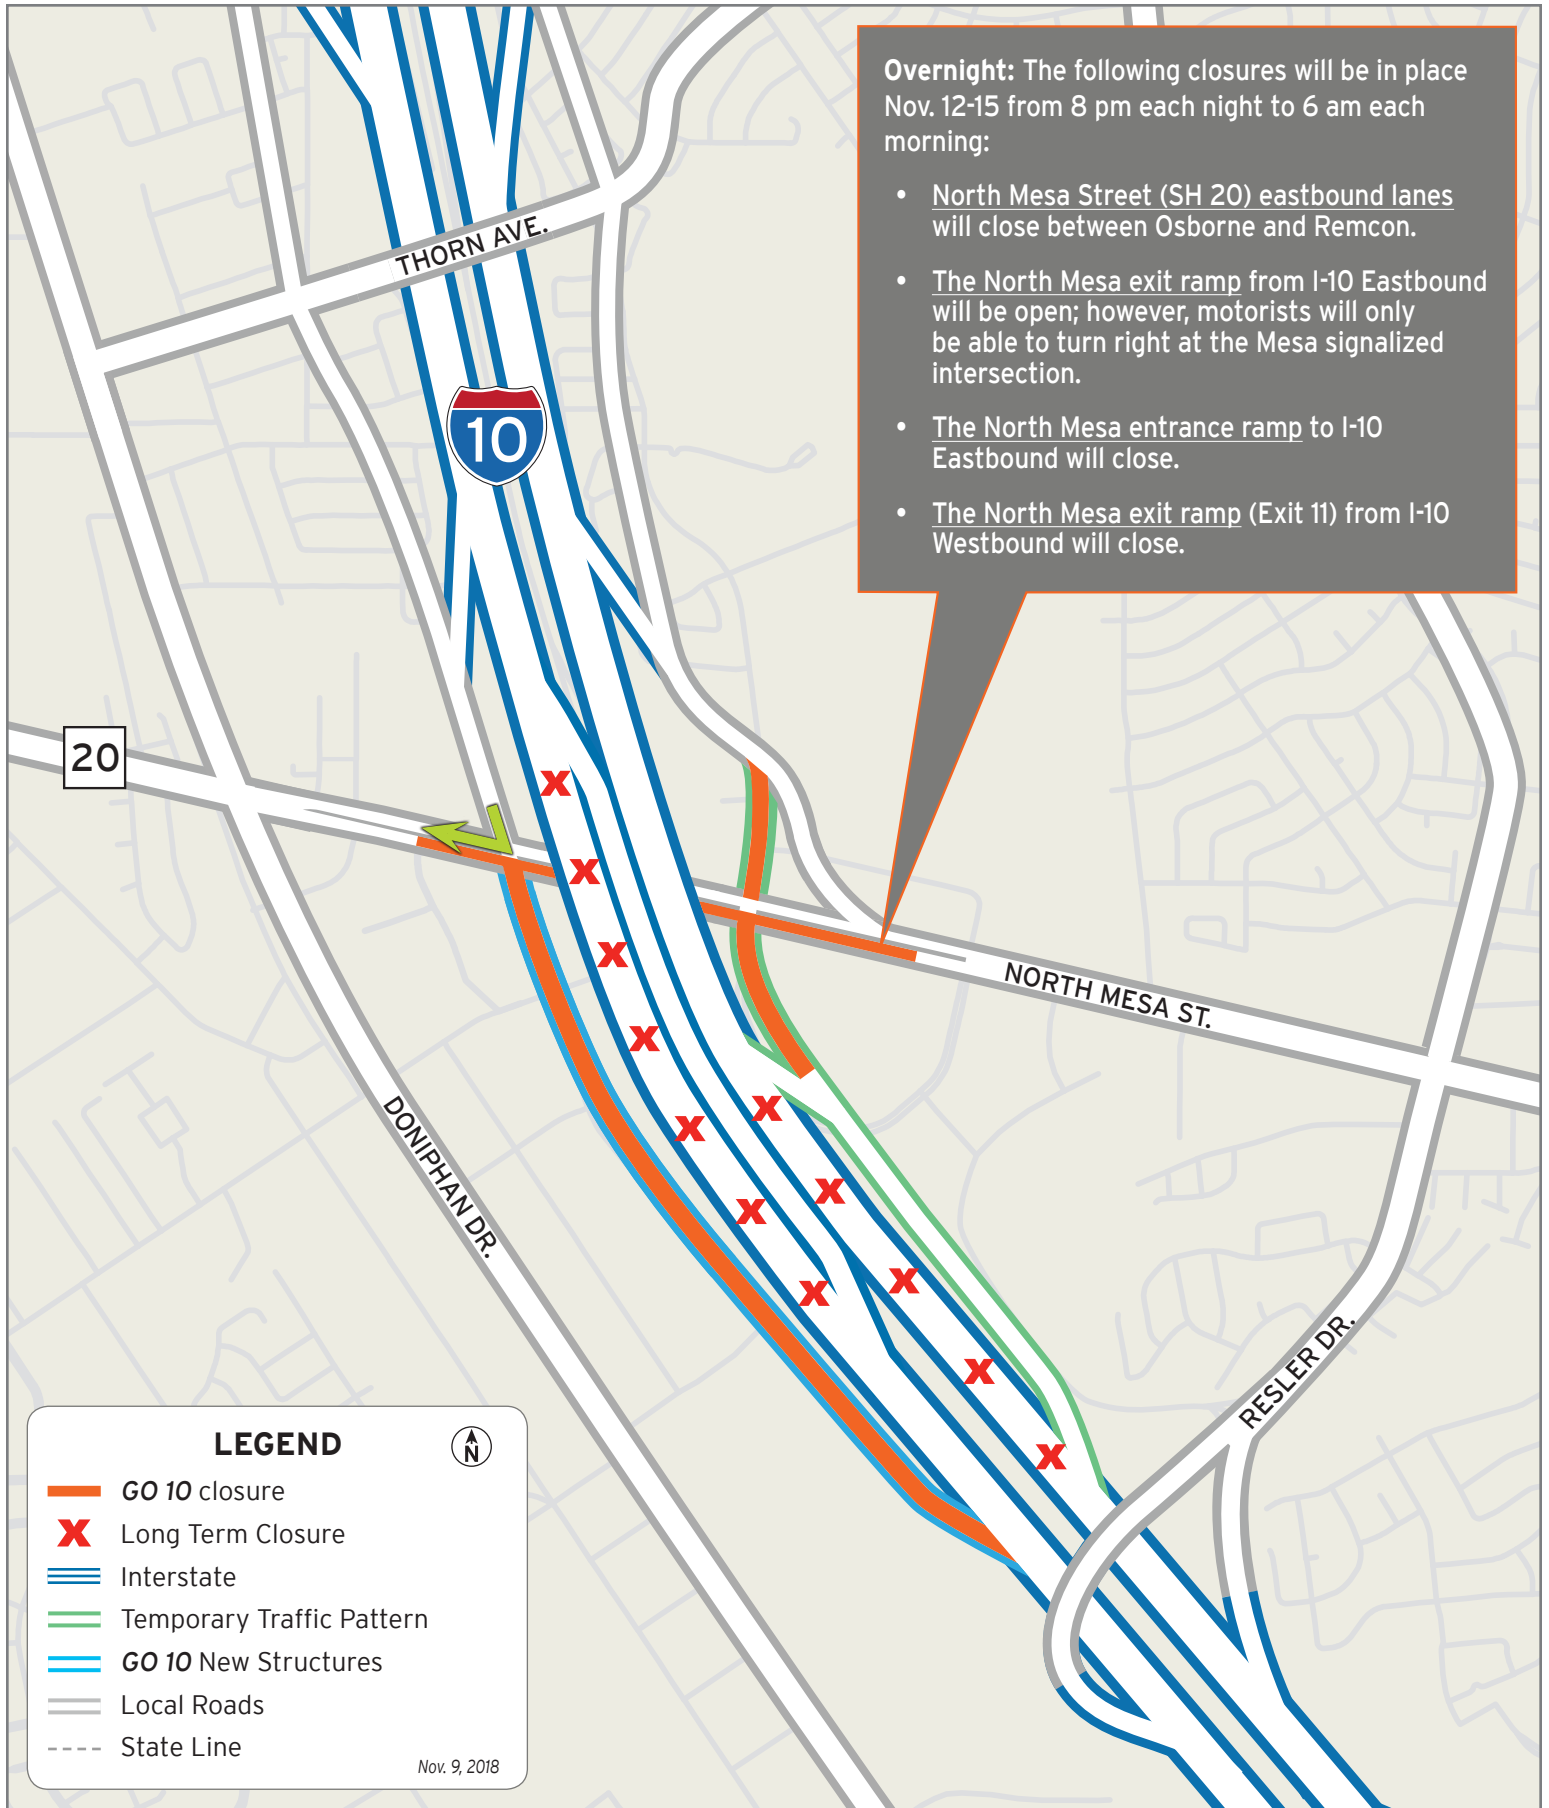 Overnight: The following closures will be in place
Nov. 12-15 from 8 pm each night to 6 am each
morning:
• North Mesa Street (SH 20) eastbound lanes
will close between Osborne and Remcon.
• The North Mesa exit ramp from I-10 Eastbound
will be open; however, motorists will only
be able to turn right at the Mesa signalized
intersection.
• The North Mesa entrance ramp to I-10
Eastbound will close.
• The North Mesa exit ramp (Exit 11) from I-10
Westbound will close.
THORN AVE.
10
20
NORTH MESA ST.
DONIPHAN DR.
RESLER DR.
LEGEND
N
GO 10 closure
X Long Term Closure
Interstate
Temporary Traffic Pattern
GO 10 New Structures
Local Roads
State Line
Nov. 9, 2018